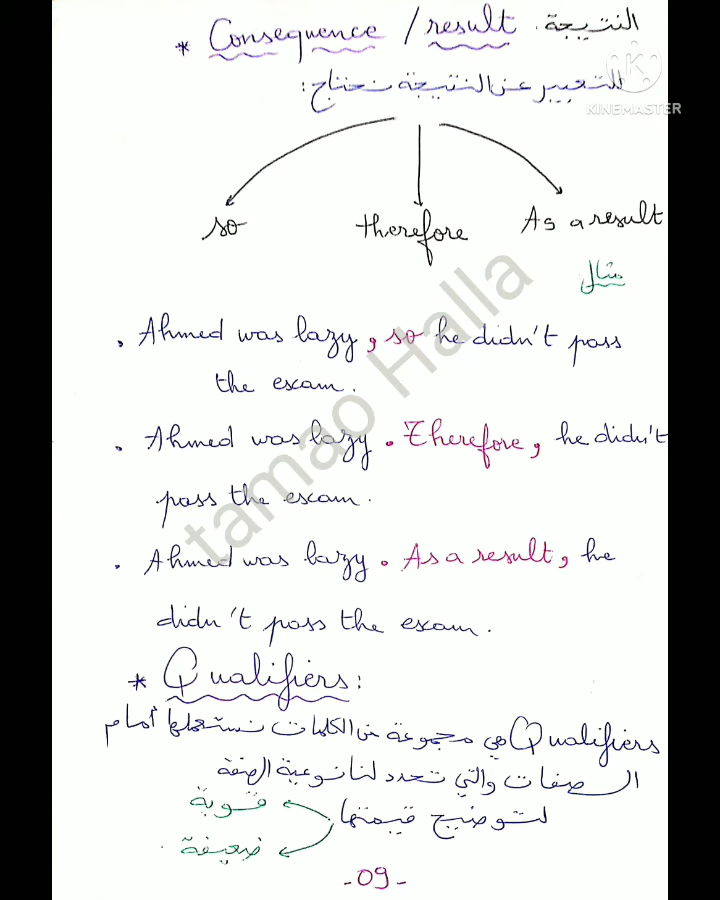 * Consequence / result. النتيجة
للتعبير عن النتيجة نحتاج:
so therefore As a result
مثال
. Ahmed was lazy, so he didn't pass
the exam.
. Ahmed was lazy. Therefore, he didn't
pass the exam.
. Ahmed was lazy. As a result, he
didn't pass the exam.
* Qualifiers:
Qualifiers هي مجموعة من الكلمات نستعملها أمام
الصفات والتي تحدد لنا نوعية الصفة
لتوضيح قيمتها
قوية
ضعيفة.
-09-
KINEMASTER
tamao Halla